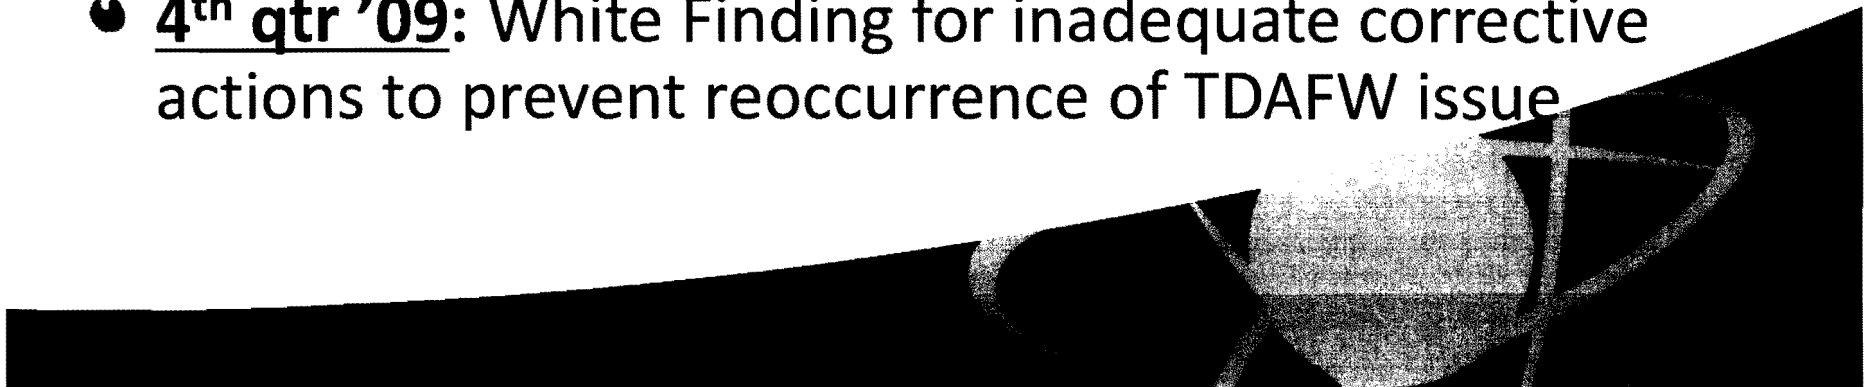 4th qtr ’09: White Finding for inadequate corrective
actions to prevent reoccurrence of TDAFW issue